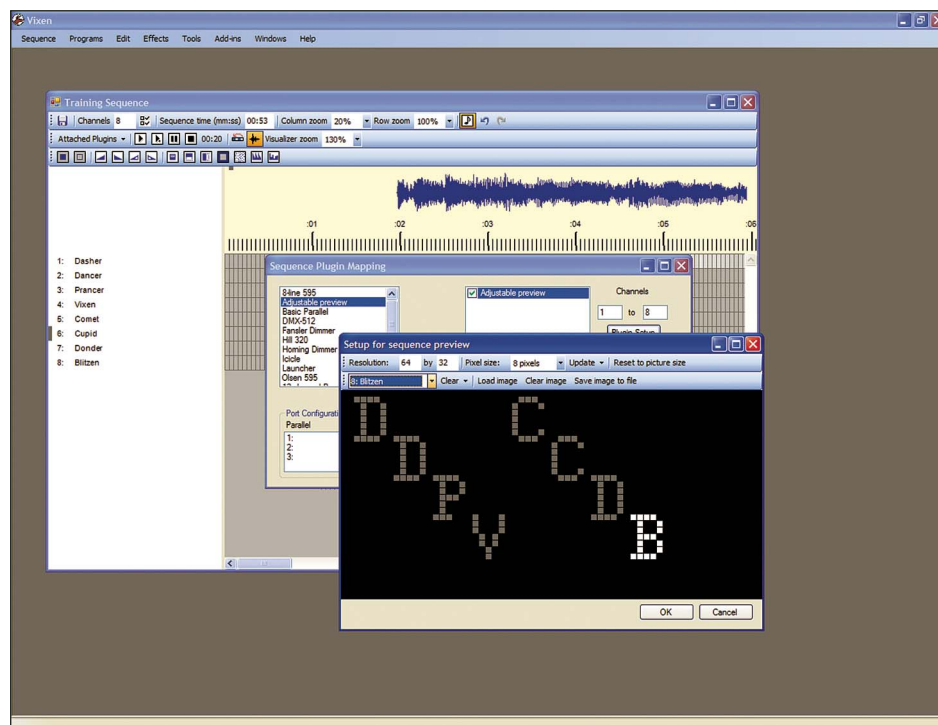 Vixen
Sequence Programs Edit Effects Tools Add-ins Windows Help
Training Sequence
Channels 8 Sequence time (mm:ss) 00:53 Column zoom 20% Row zoom 100%
Attached Plugins 00:20 Visualizer zoom 130%
:01 :02 :03 :04 :05 :06
1: Dasher
2: Dancer
3: Prancer
4: Vixen
5: Comet
6: Cupid
7: Donder
8: Blitzen
Sequence Plugin Mapping
8-line 595
Adjustable preview
Basic Parallel
DMX-512
Fansler Dimmer
Hill 320
Homing Dimmer
Icicle
Launcher
Olsen 595
Adjustable preview
Channels
1 to 8
Plugin Setup
Port Configurati
Parallel
1:
2:
3:
Setup for sequence preview
Resolution: 64 by 32 Pixel size: 8 pixels Update Reset to picture size
8: Blitzen Clear Load image Clear image Save image to file
D C
D C
P D
V B
OK Cancel